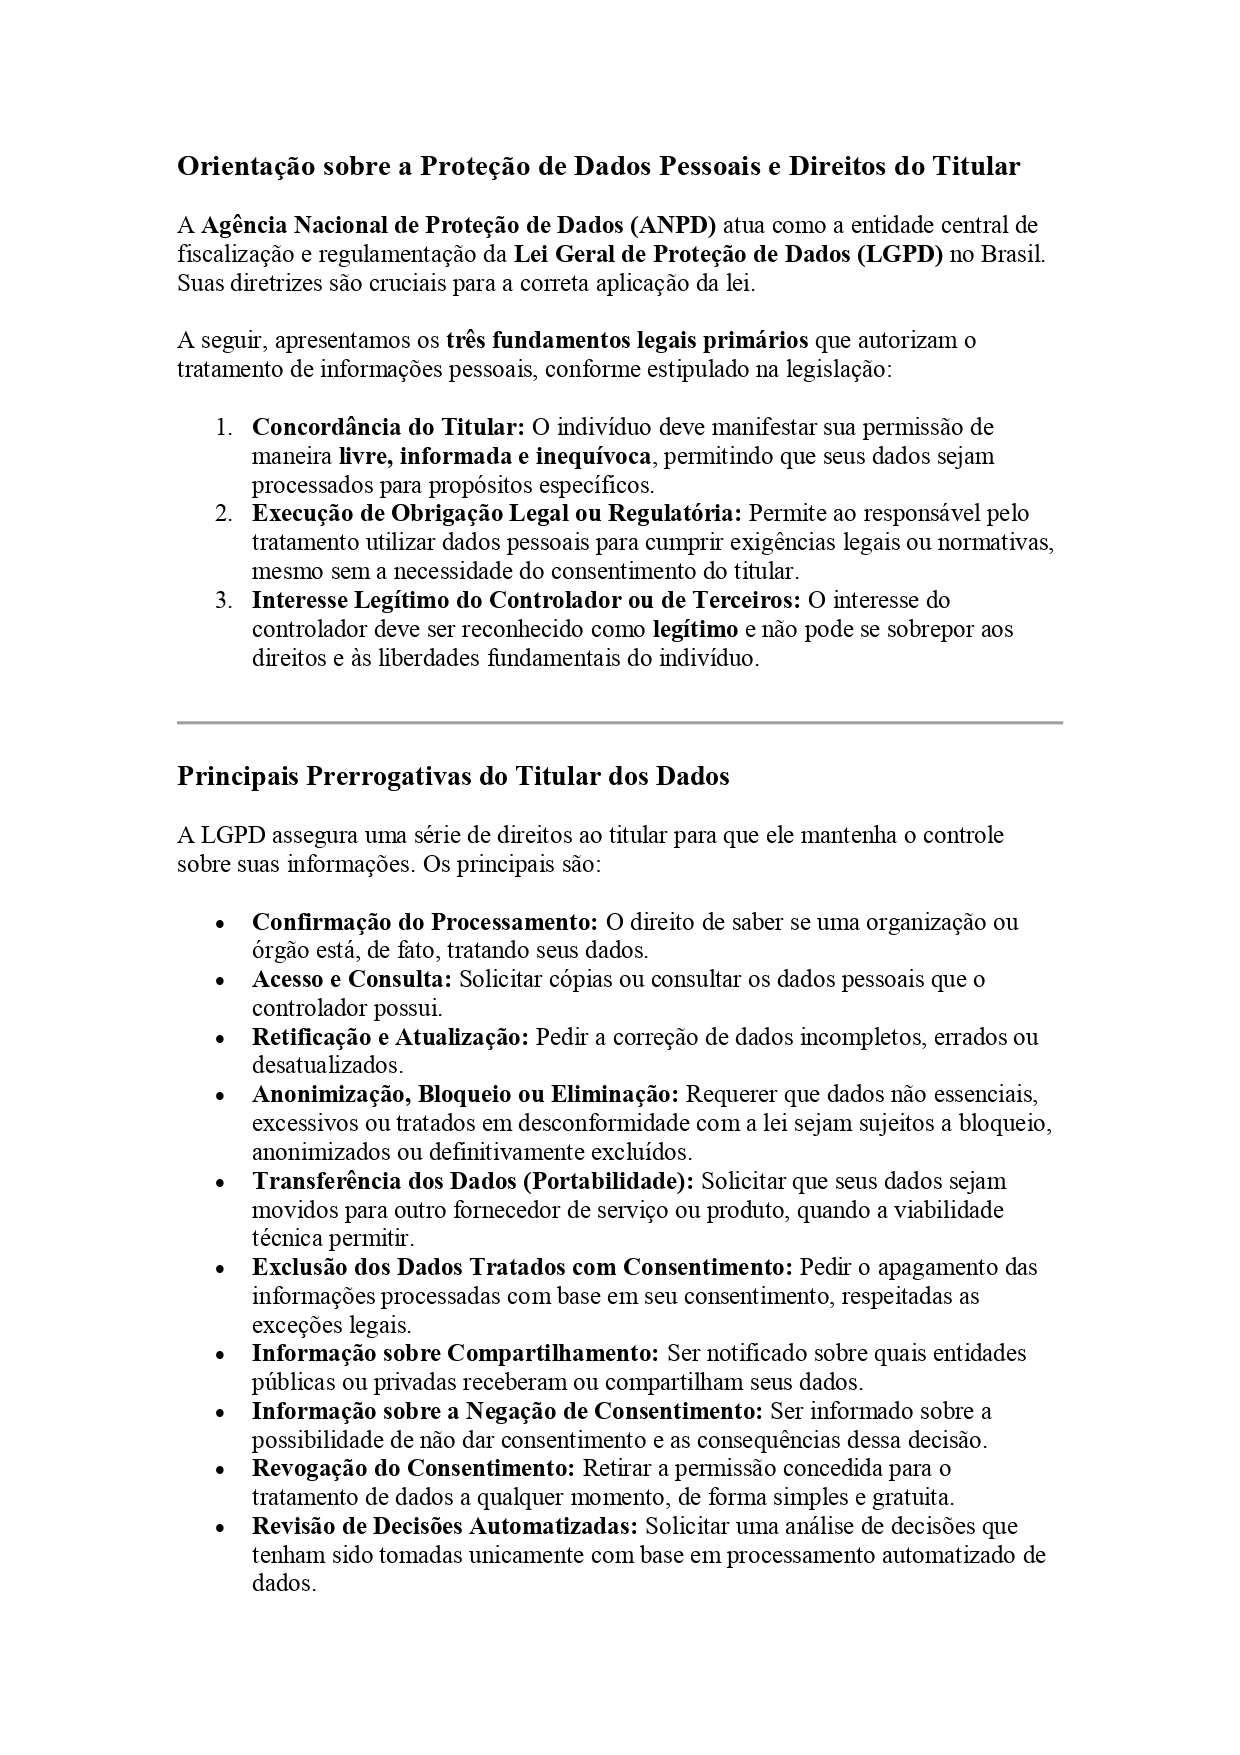 Orientação sobre a Proteção de Dados Pessoais e Direitos do Titular
A Agência Nacional de Proteção de Dados (ANPD) atua como a entidade central de
fiscalização e regulamentação da Lei Geral de Proteção de Dados (LGPD) no Brasil.
Suas diretrizes são cruciais para a correta aplicação da lei.
A seguir, apresentamos os três fundamentos legais primários que autorizam o
tratamento de informações pessoais, conforme estipulado na legislação:
1. Concordância do Titular: O indivíduo deve manifestar sua permissão de
maneira livre, informada e inequívoca, permitindo que seus dados sejam
processados para propósitos específicos.
2. Execução de Obrigação Legal ou Regulatória: Permite ao responsável pelo
tratamento utilizar dados pessoais para cumprir exigências legais ou normativas,
mesmo sem a necessidade do consentimento do titular.
3. Interesse Legítimo do Controlador ou de Terceiros: O interesse do
controlador deve ser reconhecido como legítimo e não pode se sobrepor aos
direitos e às liberdades fundamentais do indivíduo.
Principais Prerrogativas do Titular dos Dados
A LGPD assegura uma série de direitos ao titular para que ele mantenha o controle
sobre suas informações. Os principais são:
• Confirmação do Processamento: O direito de saber se uma organização ou
órgão está, de fato, tratando seus dados.
• Acesso e Consulta: Solicitar cópias ou consultar os dados pessoais que o
controlador possui.
• Retificação e Atualização: Pedir a correção de dados incompletos, errados ou
desatualizados.
• Anonimização, Bloqueio ou Eliminação: Requerer que dados não essenciais,
excessivos ou tratados em desconformidade com a lei sejam sujeitos a bloqueio,
anonimizados ou definitivamente excluídos.
• Transferência dos Dados (Portabilidade): Solicitar que seus dados sejam
movidos para outro fornecedor de serviço ou produto, quando a viabilidade
técnica permitir.
• Exclusão dos Dados Tratados com Consentimento: Pedir o apagamento das
informações processadas com base em seu consentimento, respeitadas as
exceções legais.
• Informação sobre Compartilhamento: Ser notificado sobre quais entidades
públicas ou privadas receberam ou compartilham seus dados.
• Informação sobre a Negação de Consentimento: Ser informado sobre a
possibilidade de não dar consentimento e as consequências dessa decisão.
• Revogação do Consentimento: Retirar a permissão concedida para o
tratamento de dados a qualquer momento, de forma simples e gratuita.
• Revisão de Decisões Automatizadas: Solicitar uma análise de decisões que
tenham sido tomadas unicamente com base em processamento automatizado de
dados.